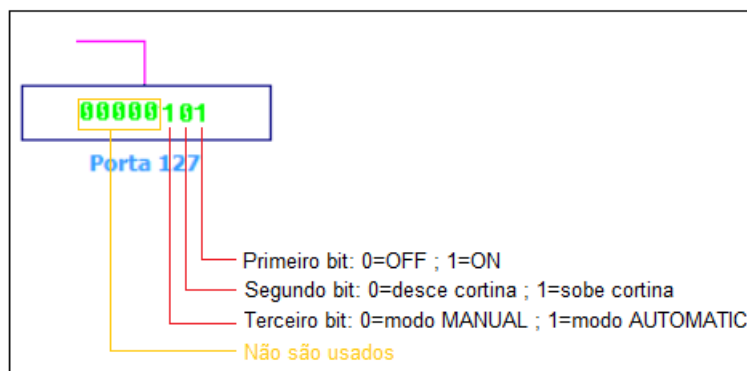 00000101
Porta 127
Primeiro bit: 0=OFF ; 1=ON
Segundo bit: 0=desce cortina ; 1=sobe cortina
Terceiro bit: 0=modo MANUAL ; 1=modo AUTOMATIC
Não são usados